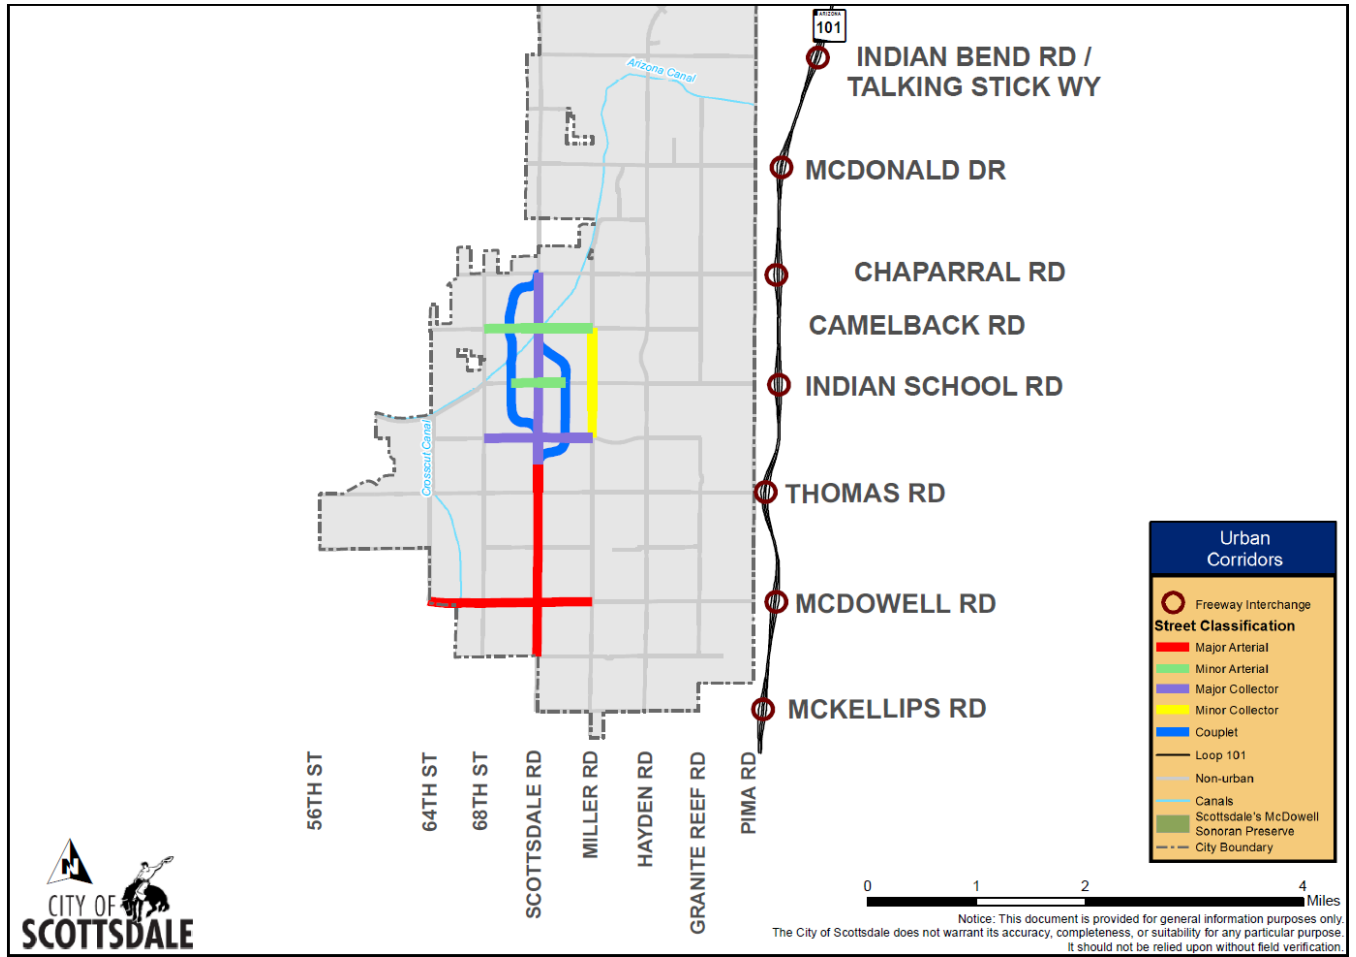 ARIZONA
101
INDIAN BEND RD /
TALKING STICK WY
Arizona Canal
MCDONALD DR
CHAPARRAL RD
CAMELBACK RD
INDIAN SCHOOL RD
Crosscut Canal
THOMAS RD
MCDOWELL RD
MCKELLIPS RD
56TH ST
64TH ST
68TH ST
SCOTTSDALE RD
MILLER RD
HAYDEN RD
GRANITE REEF RD
PIMA RD
Urban
Corridors
Freeway Interchange
Street Classification
Major Arterial
Minor Arterial
Major Collector
Minor Collector
Couplet
Loop 101
Non-urban
Canals
Scottsdale's McDowell
Sonoran Preserve
City Boundary
N
CITY OF
SCOTTSDALE
0 1 2 4
Miles
Notice: This document is provided for general information purposes only.
The City of Scottsdale does not warrant its accuracy, completeness, or suitability for any particular purpose.
It should not be relied upon without field verification.